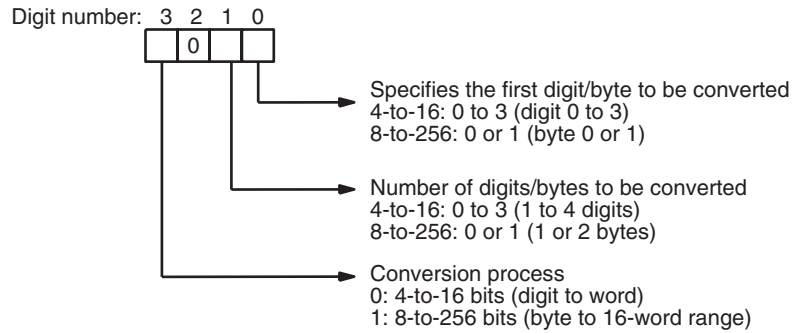 Digit number: 3 2 1 0
0
Specifies the first digit/byte to be converted
4-to-16: 0 to 3 (digit 0 to 3)
8-to-256: 0 or 1 (byte 0 or 1)
Number of digits/bytes to be converted
4-to-16: 0 to 3 (1 to 4 digits)
8-to-256: 0 or 1 (1 or 2 bytes)
Conversion process
0: 4-to-16 bits (digit to word)
1: 8-to-256 bits (byte to 16-word range)